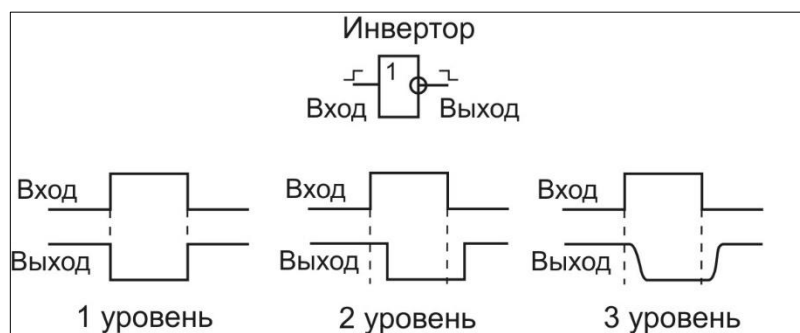 Инвертор
1
Вход Выход
Вход Вход Вход
Выход Выход Выход
1 уровень 2 уровень 3 уровень